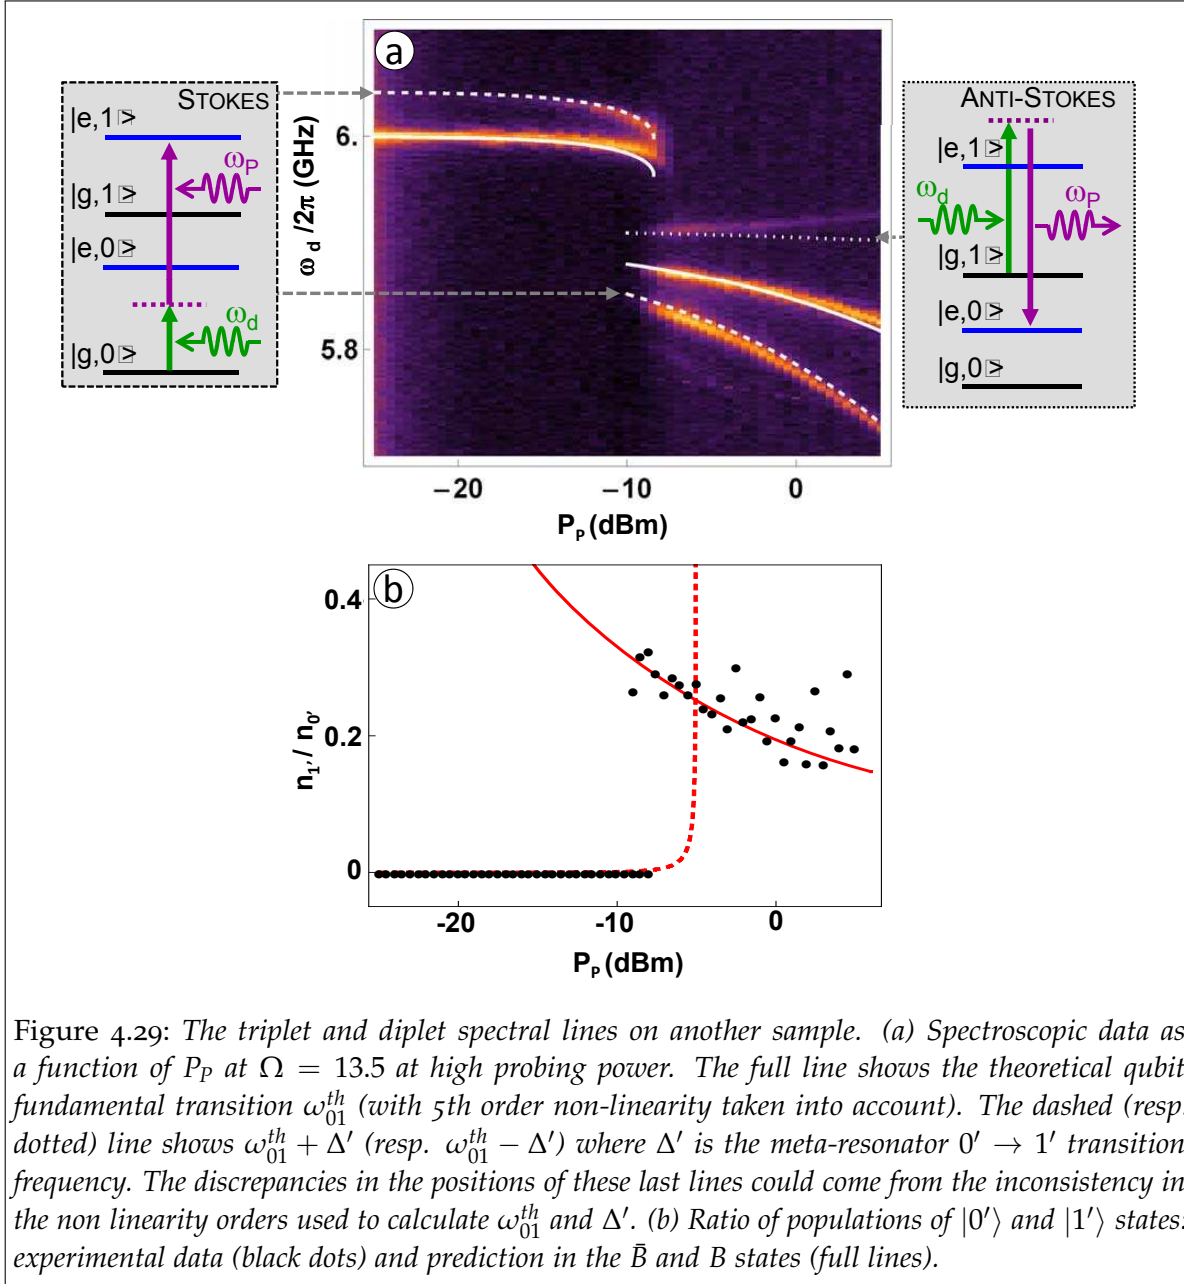 a
STOKES
|e,1⟩
ω_P
|g,1⟩
|e,0⟩
ω_d
|g,0⟩
ω_d /2π (GHz)
6.
5.8
−20
−10
0
P_P (dBm)
ANTI-STOKES
|e,1⟩
ω_d
ω_P
|g,1⟩
|e,0⟩
|g,0⟩
b
n_1' / n_0'
0.4
0.2
0
-20
-10
0
P_P (dBm)
Figure 4.29: The triplet and diplet spectral lines on another sample. (a) Spectroscopic data as
a function of P_P at Ω = 13.5 at high probing power. The full line shows the theoretical qubit
fundamental transition ω_01^th (with 5th order non-linearity taken into account). The dashed (resp.
dotted) line shows ω_01^th + Δ′ (resp. ω_01^th − Δ′) where Δ′ is the meta-resonator 0′ → 1′ transition
frequency. The discrepancies in the positions of these last lines could come from the inconsistency in
the non linearity orders used to calculate ω_01^th and Δ′. (b) Ratio of populations of |0′⟩ and |1′⟩ states:
experimental data (black dots) and prediction in the B̄ and B states (full lines).